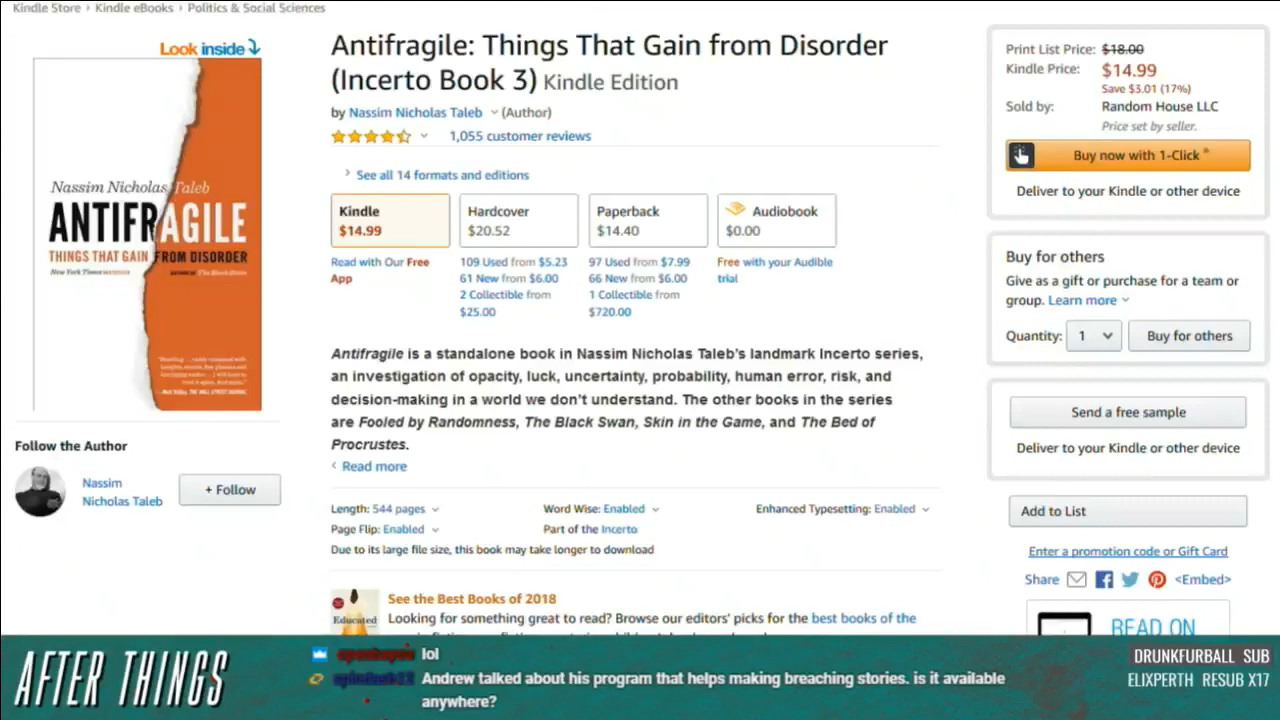 Kindle Store › Kindle eBooks › Politics & Social Sciences
Look inside
Nassim Nicholas Taleb
ANTIFRAGILE
THINGS THAT GAIN FROM DISORDER
Follow the Author
Nassim
Nicholas Taleb
+ Follow
Antifragile: Things That Gain from Disorder
(Incerto Book 3) Kindle Edition
by Nassim Nicholas Taleb (Author)
1,055 customer reviews
See all 14 formats and editions
Kindle
$14.99
Read with Our Free
App
Hardcover
$20.52
109 Used from $5.23
61 New from $6.00
2 Collectible from
$25.00
Paperback
$14.40
97 Used from $7.99
66 New from $6.00
1 Collectible from
$720.00
Audiobook
$0.00
Free with your Audible
trial
Antifragile is a standalone book in Nassim Nicholas Taleb's landmark Incerto series,
an investigation of opacity, luck, uncertainty, probability, human error, risk, and
decision-making in a world we don't understand. The other books in the series
are Fooled by Randomness, The Black Swan, Skin in the Game, and The Bed of
Procrustes.
Read more
Length: 544 pages
Word Wise: Enabled
Enhanced Typesetting: Enabled
Page Flip: Enabled
Part of the Incerto
Due to its large file size, this book may take longer to download
Educated
See the Best Books of 2018
Looking for something great to read? Browse our editors' picks for the best books of the
Print List Price: $18.00
Kindle Price: $14.99
Save $3.01 (17%)
Sold by: Random House LLC
Price set by seller.
Buy now with 1-Click ®
Deliver to your Kindle or other device
Buy for others
Give as a gift or purchase for a team or
group. Learn more
Quantity: 1
Buy for others
Send a free sample
Deliver to your Kindle or other device
Add to List
Enter a promotion code or Gift Card
Share <Embed>
READ ON
AFTER THINGS
lol
Andrew talked about his program that helps making breaching stories. is it available
anywhere?
DRUNKFURBALL SUB
ELIXPERTH RESUB X17